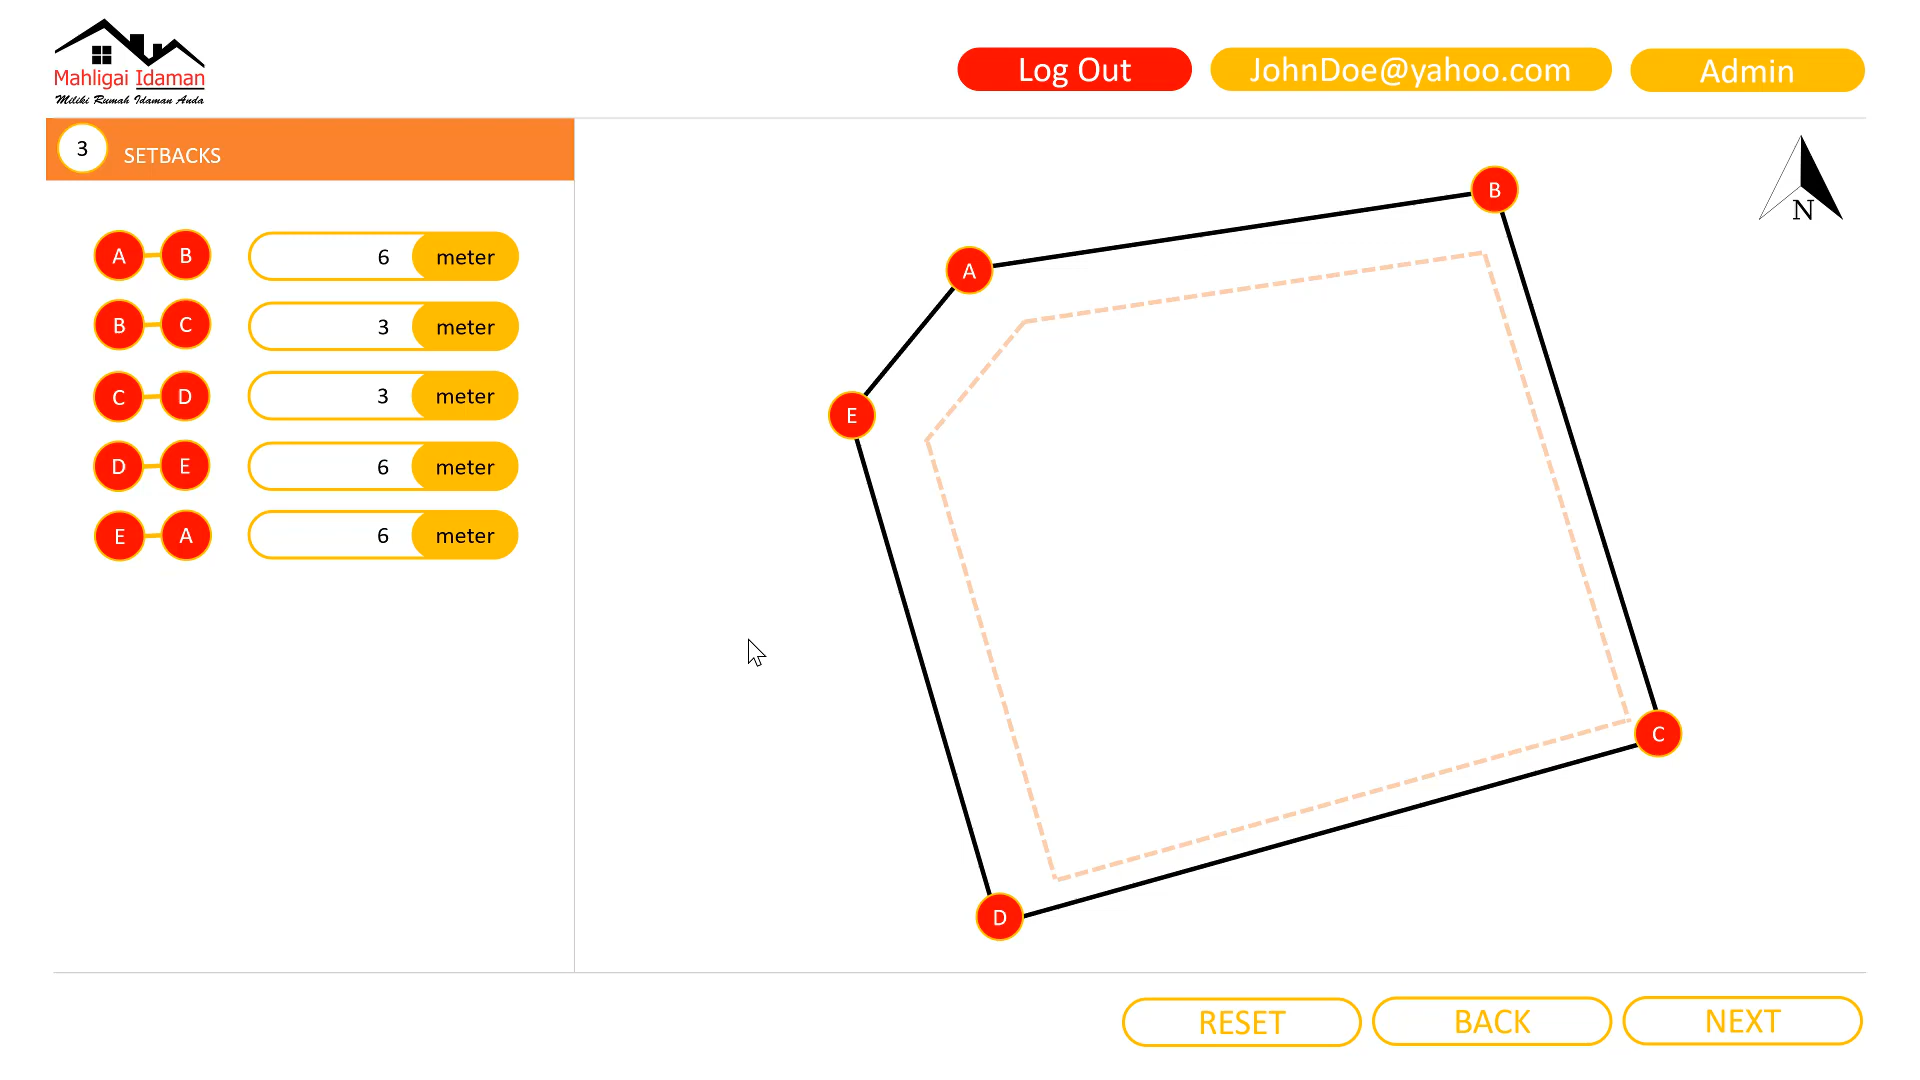 Mahligai Idaman
Miliki Rumah Idaman Anda
Log Out
JohnDoe@yahoo.com
Admin
3 SETBACKS
A B 6 meter
B C 3 meter
C D 3 meter
D E 6 meter
E A 6 meter
N
B
A
E
C
D
RESET
BACK
NEXT